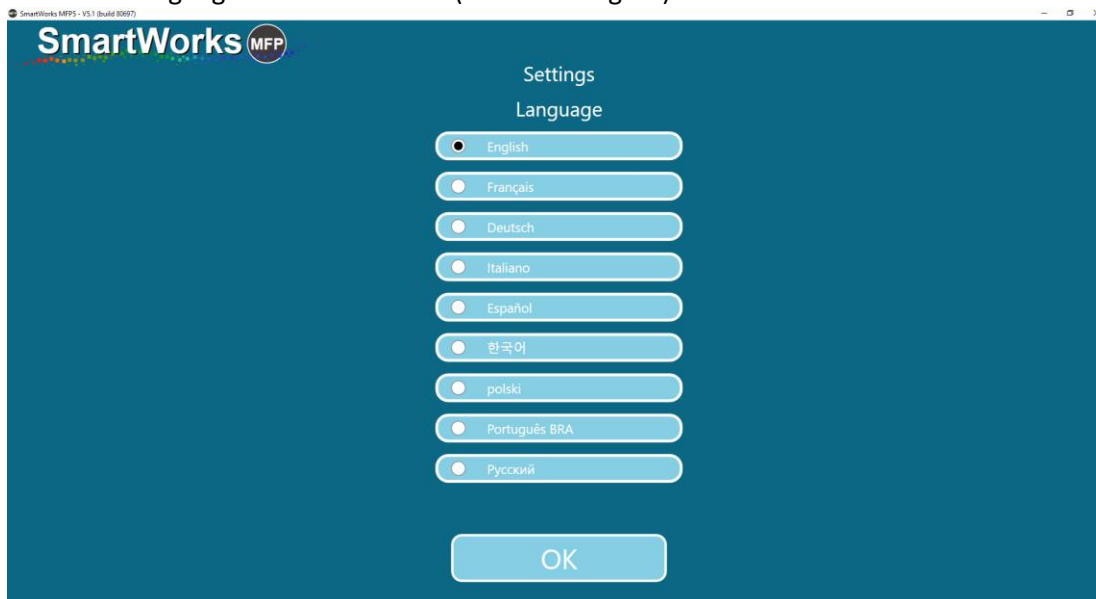 SmartWorks MFP5 - V5.1 (build 80697)
SmartWorks MFP
Settings
Language
English
Français
Deutsch
Italiano
Español
한국어
polski
Português BRA
Русский
OK